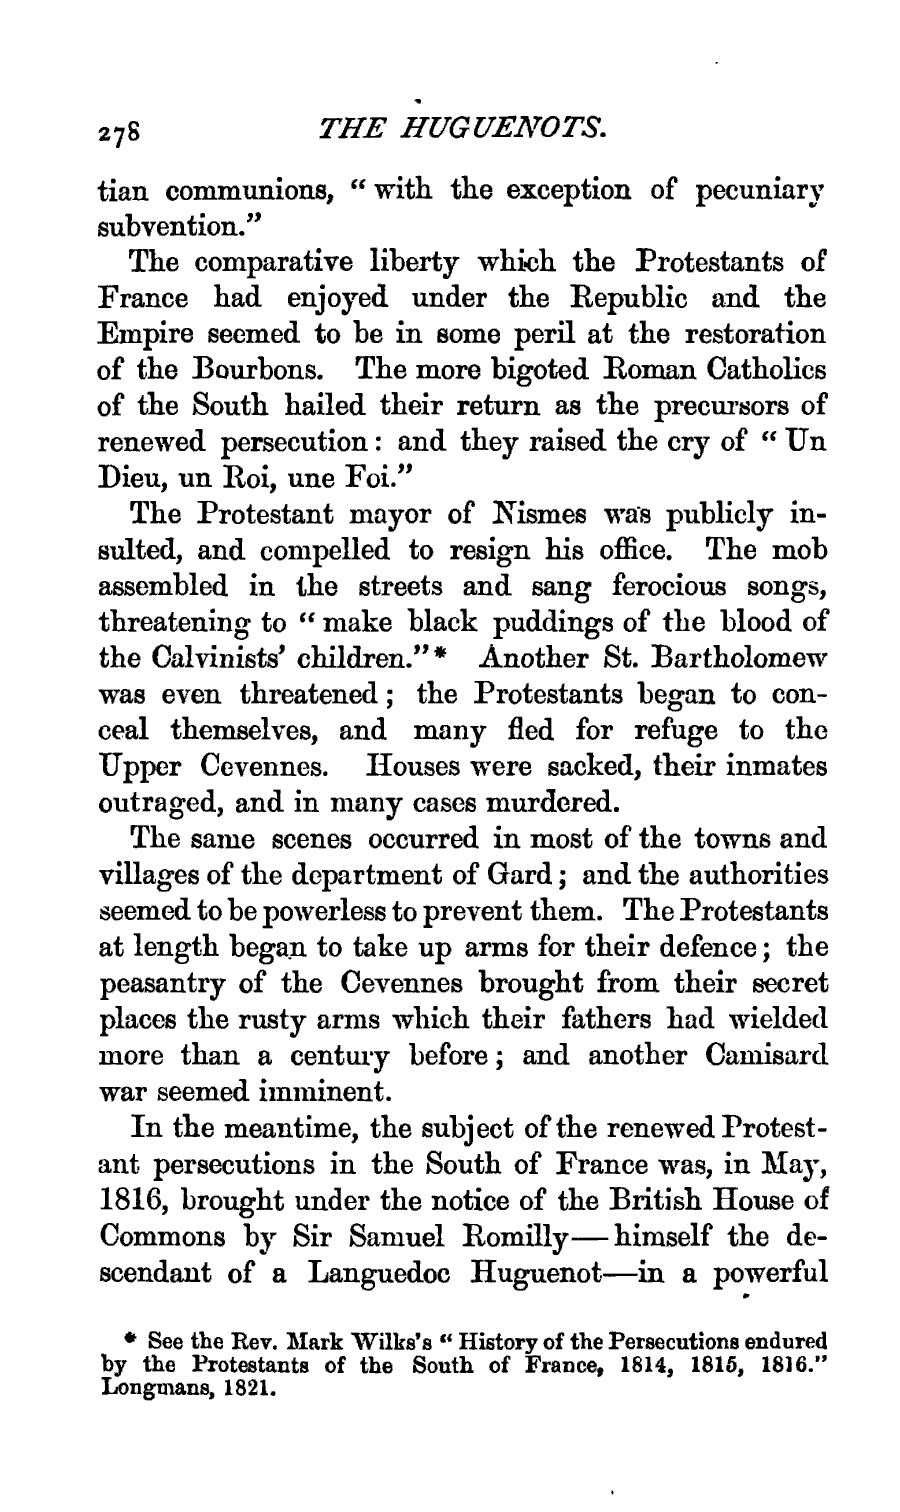 278 THE HUGUENOTS.
tian communions, “ with the exception of pecuniary
subvention.”
The comparative liberty which the Protestants of
France had enjoyed under the Republic and the
Empire seemed to be in some peril at the restoration
of the Bourbons. The more bigoted Roman Catholics
of the South hailed their return as the precursors of
renewed persecution : and they raised the cry of “ Un
Dieu, un Roi, une Foi.”
The Protestant mayor of Nismes was publicly in-
sulted, and compelled to resign his office. The mob
assembled in the streets and sang ferocious songs,
threatening to “ make black puddings of the blood of
the Calvinists’ children.”* Another St. Bartholomew
was even threatened ; the Protestants began to con-
ceal themselves, and many fled for refuge to the
Upper Cevennes. Houses were sacked, their inmates
outraged, and in many cases murdered.
The same scenes occurred in most of the towns and
villages of the department of Gard ; and the authorities
seemed to be powerless to prevent them. The Protestants
at length began to take up arms for their defence ; the
peasantry of the Cevennes brought from their secret
places the rusty arms which their fathers had wielded
more than a century before ; and another Camisard
war seemed imminent.
In the meantime, the subject of the renewed Protest-
ant persecutions in the South of France was, in May,
1816, brought under the notice of the British House of
Commons by Sir Samuel Romilly— himself the de-
scendant of a Languedoc Huguenot—in a powerful
* See the Rev. Mark Wilks's “ History of the Persecutions endured
by the Protestants of the South of France, 1814, 1815, 1816.”
Longmans, 1821.